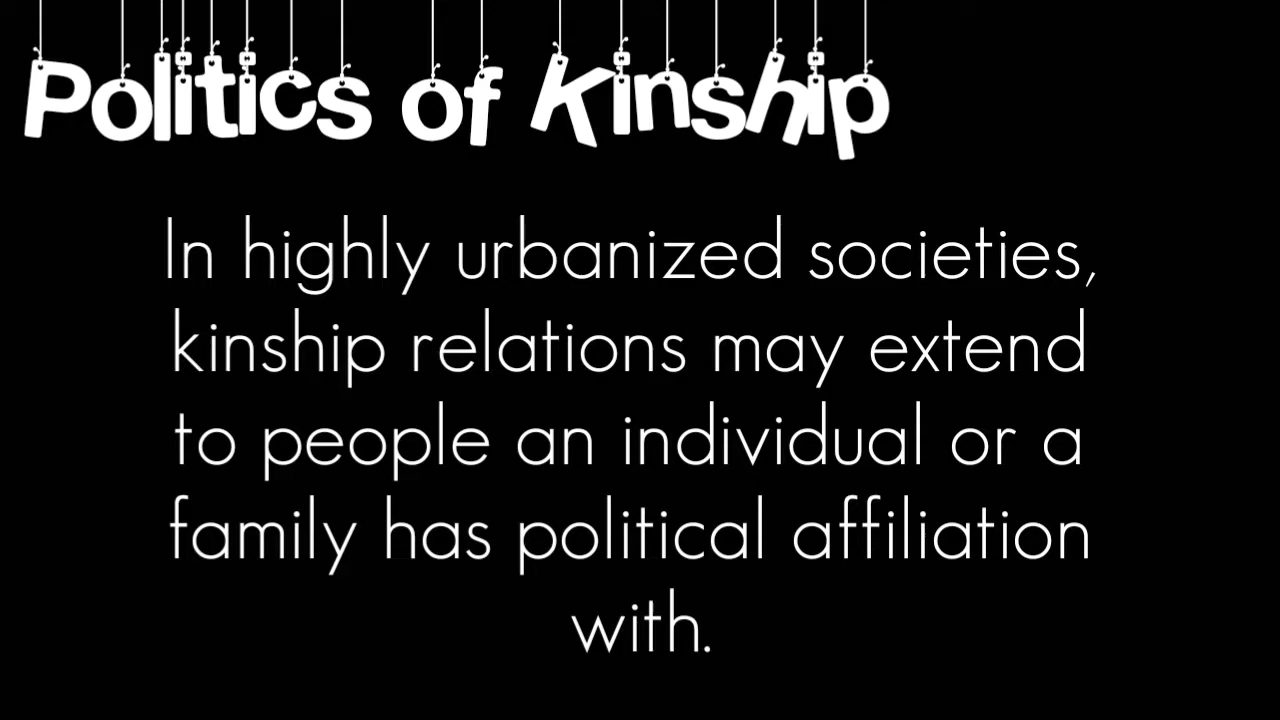 Politics of Kinship
In highly urbanized societies,
kinship relations may extend
to people an individual or a
family has political affiliation
with.